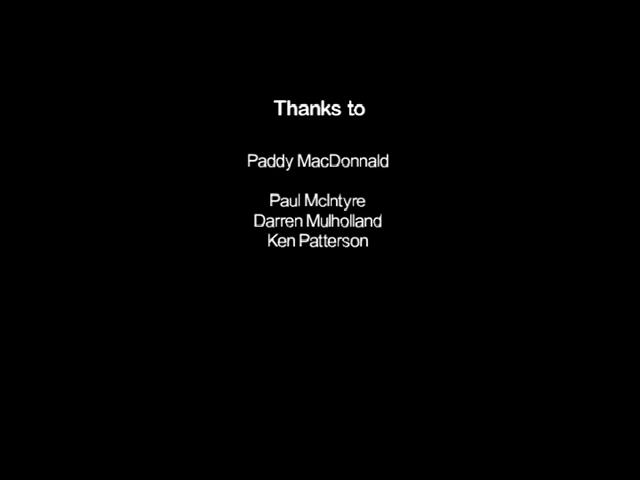 Thanks to
Paddy MacDonnald
Paul McIntyre
Darren Mulholland
Ken Patterson